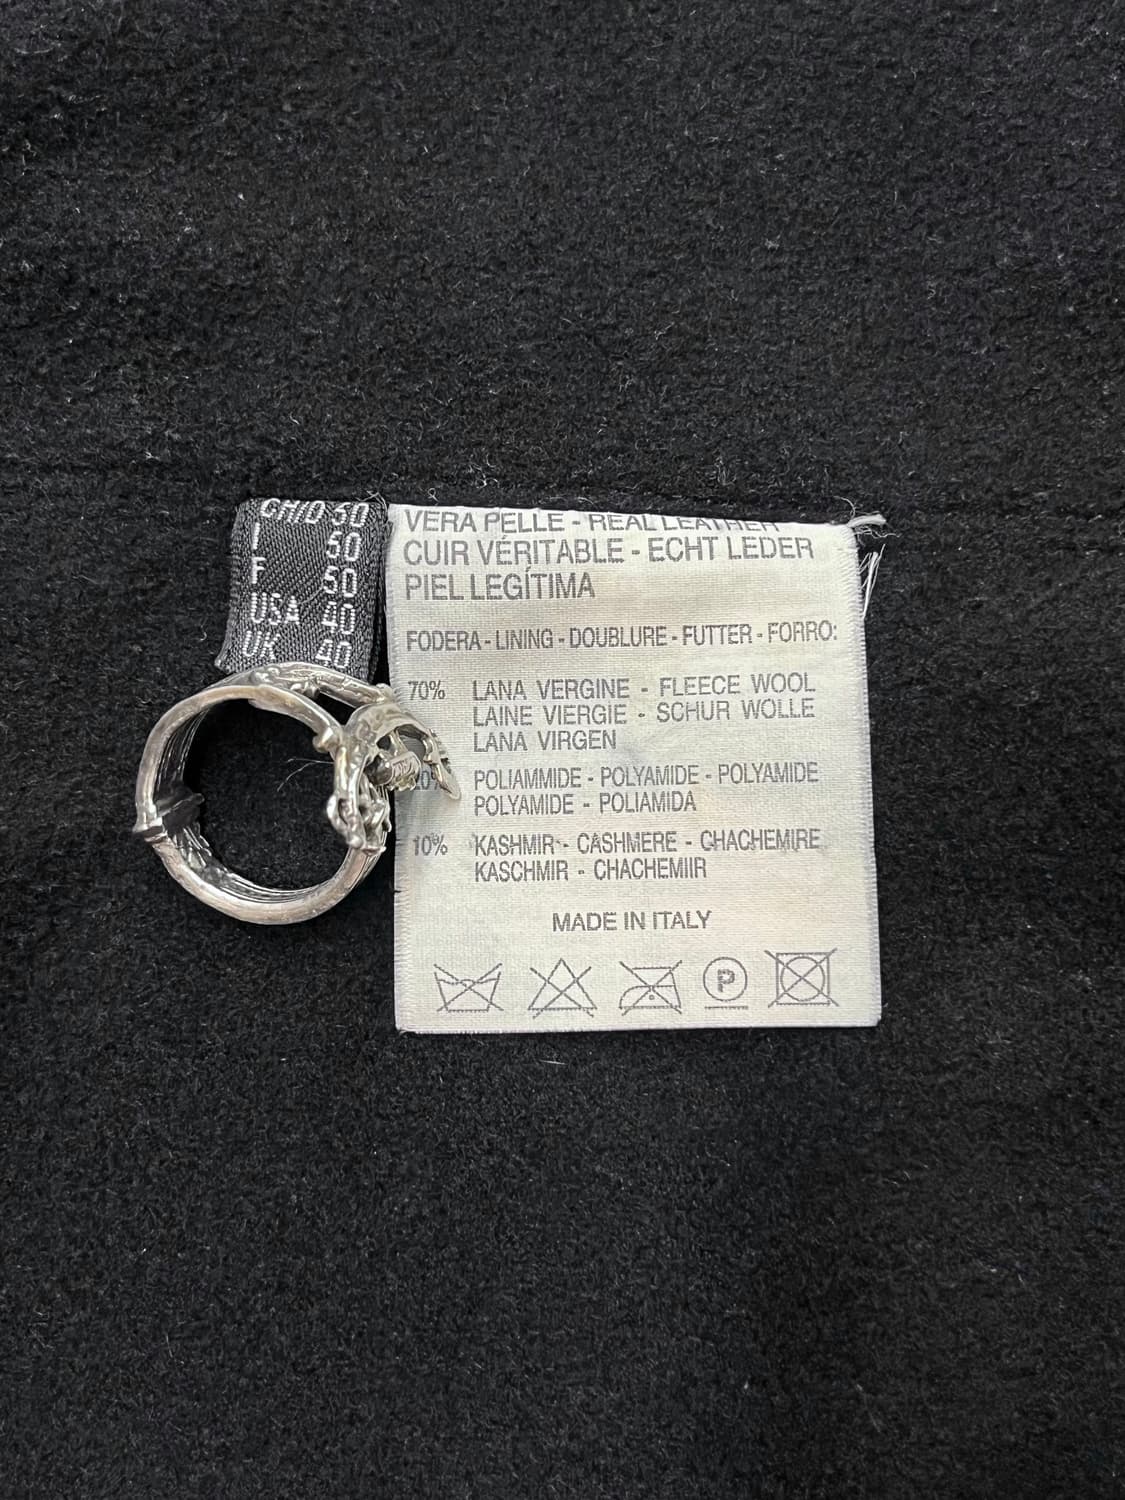 CH/D 50
I 50
F 50
USA 40
UK 40
VERA PELLE - REAL LEATHER
CUIR VÉRITABLE - ECHT LEDER
PIEL LEGÍTIMA
FODERA - LINING - DOUBLURE - FUTTER - FORRO:
70% LANA VERGINE - FLEECE WOOL
LAINE VIERGIE - SCHUR WOLLE
LANA VIRGEN
POLIAMMIDE - POLYAMIDE - POLYAMIDE
POLYAMIDE - POLIAMIDA
10% KASHMIR - CASHMERE - CHACHEMIRE
KASCHMIR - CHACHEMIIR
MADE IN ITALY
P